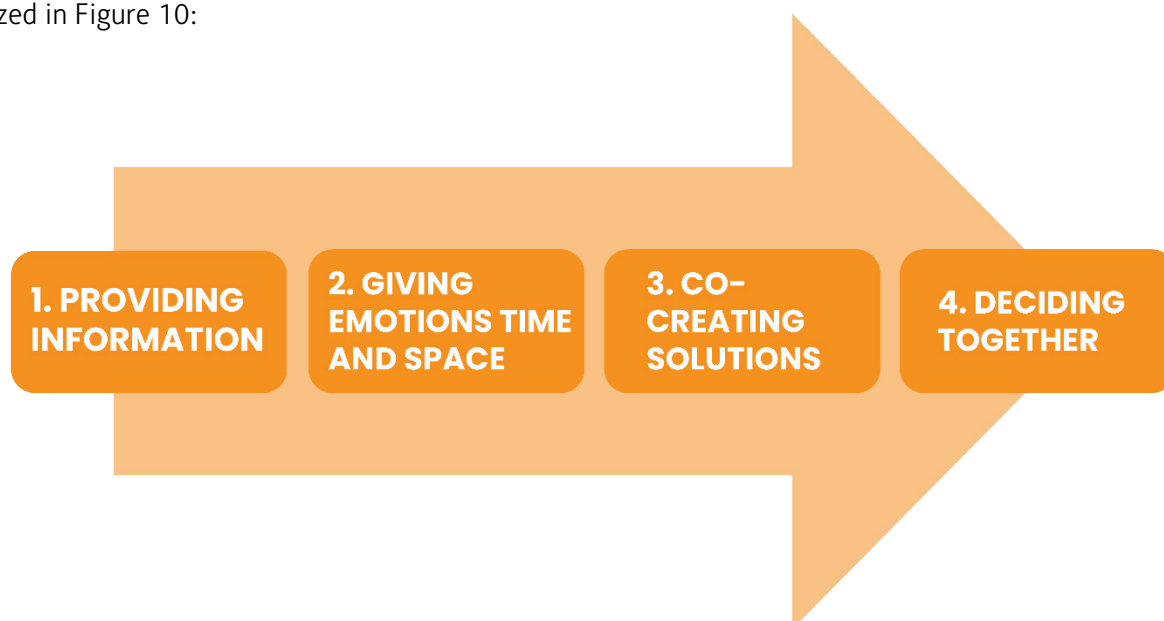 zed in Figure 10:
1. PROVIDING
INFORMATION
2. GIVING
EMOTIONS TIME
AND SPACE
3. CO-
CREATING
SOLUTIONS
4. DECIDING
TOGETHER